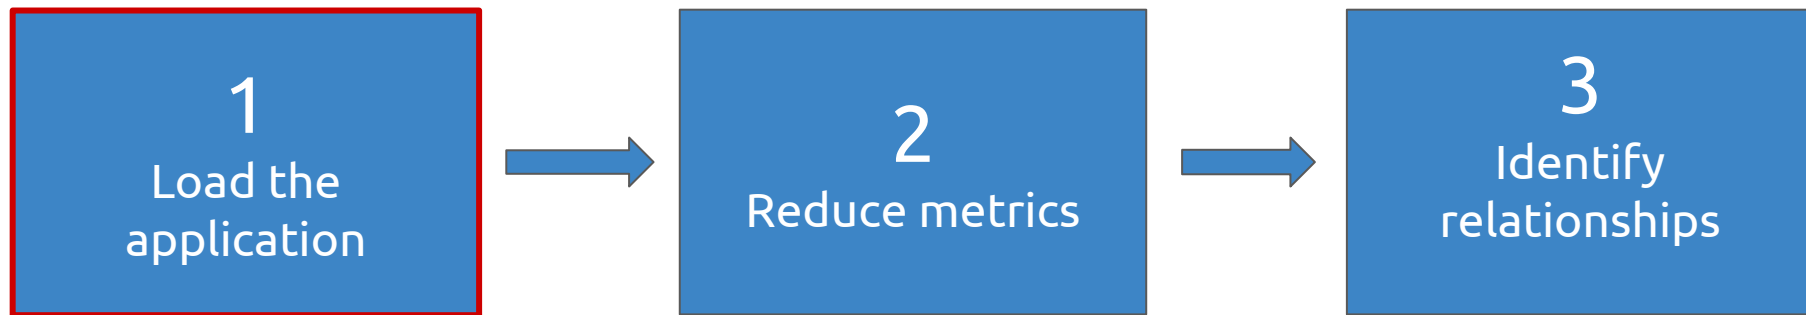 1
Load the
application
2
Reduce metrics
3
Identify
relationships